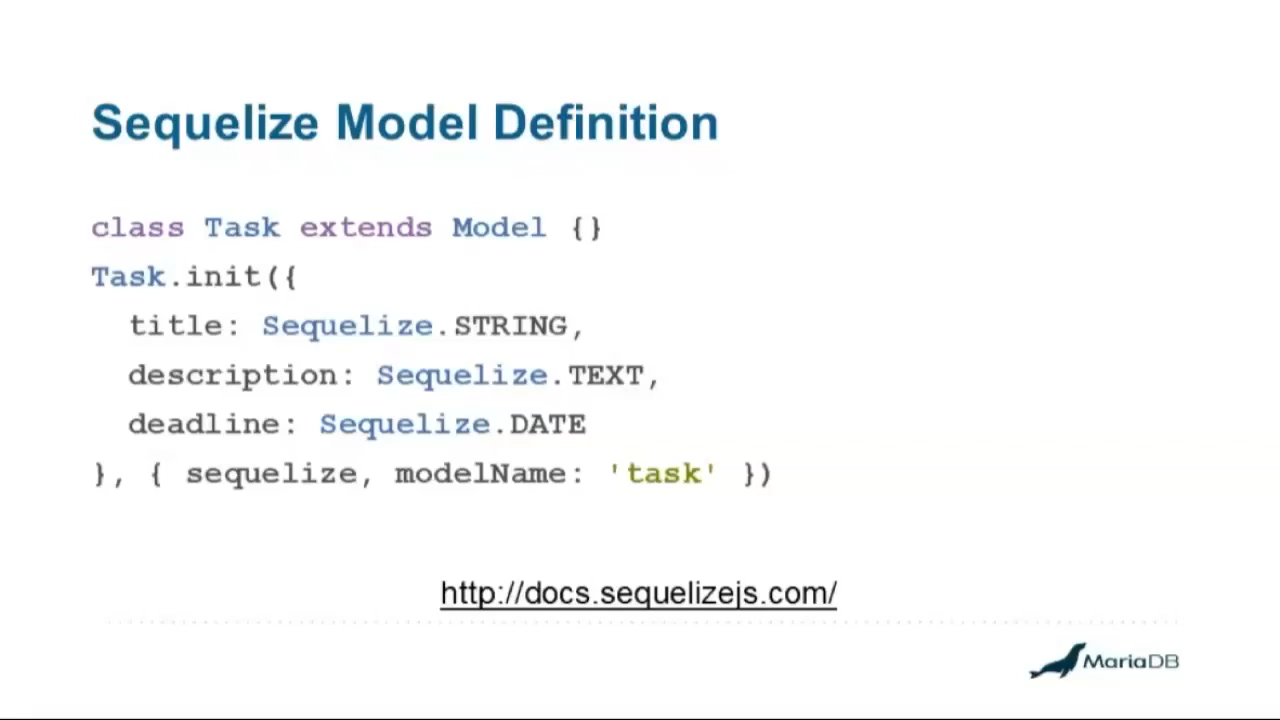 Sequelize Model Definition
class Task extends Model {}
Task.init({
  title: Sequelize.STRING,
  description: Sequelize.TEXT,
  deadline: Sequelize.DATE
}, { sequelize, modelName: 'task' })
http://docs.sequelizejs.com/
MariaDB